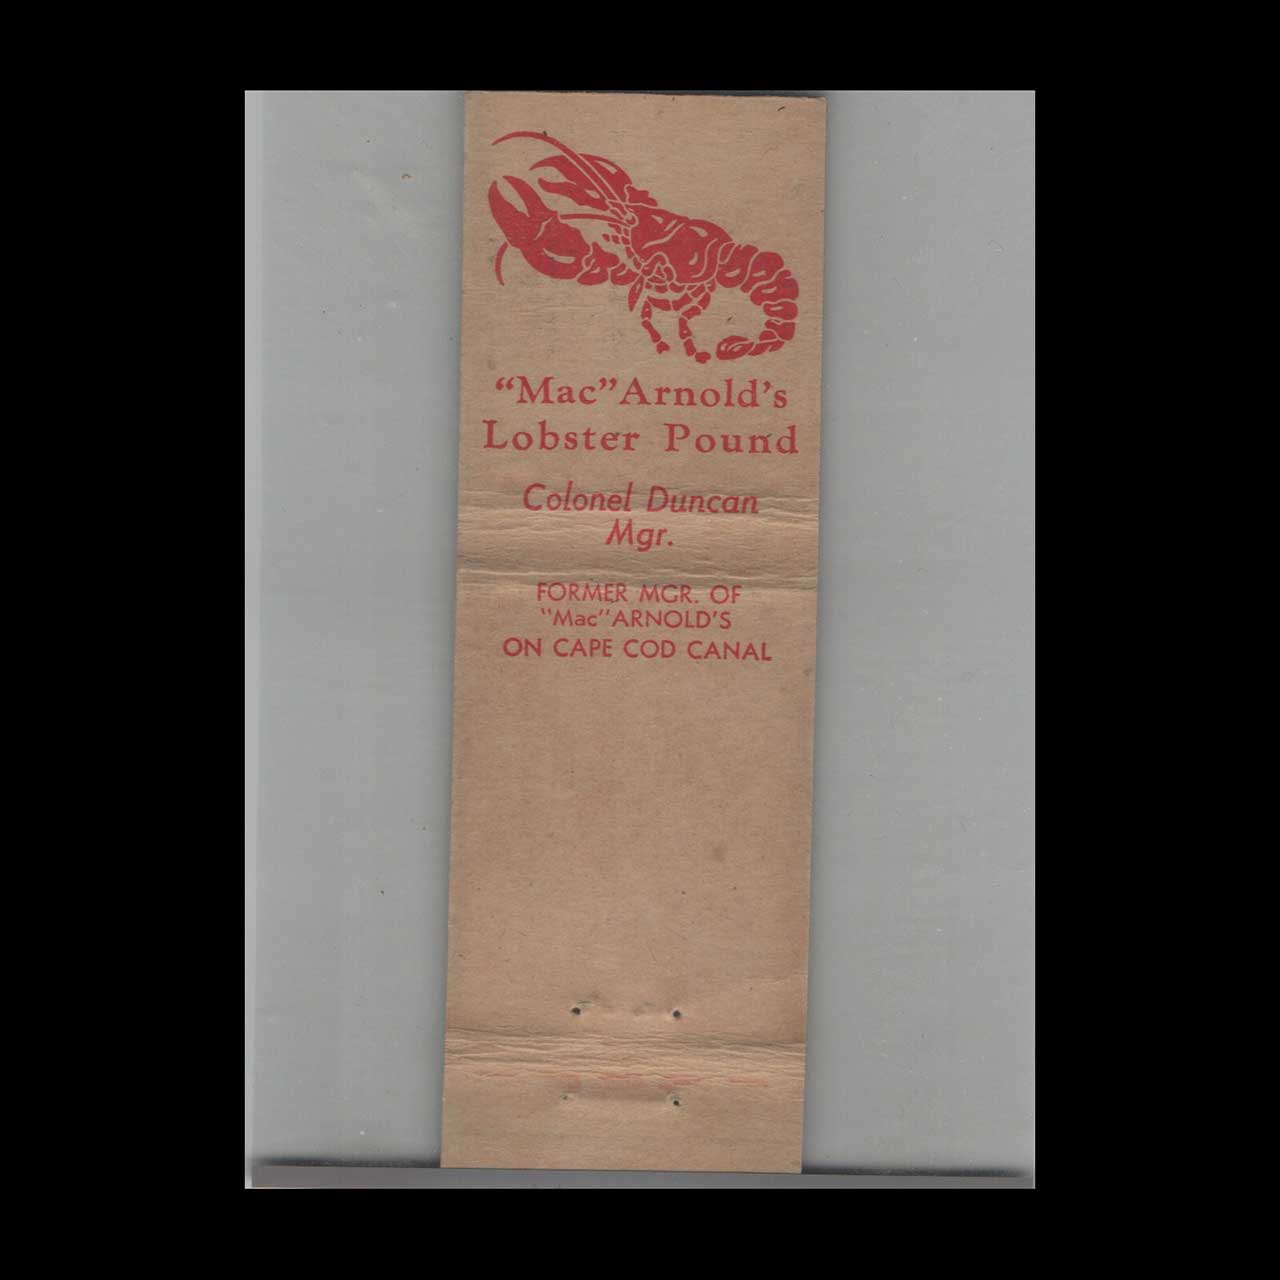 “Mac” Arnold’s
Lobster Pound
Colonel Duncan
Mgr.
FORMER MGR. OF
"Mac" ARNOLD'S
ON CAPE COD CANAL